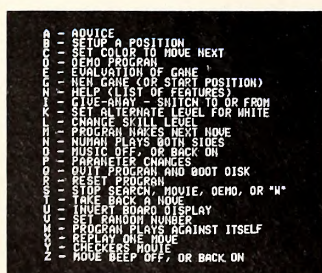 A - ADVICE
B - SETUP A POSITION
C - SET COLOR TO MOVE NEXT
D - DEMO PROGRAM
E - EVALUATION OF GAME
G - NEW GAME (OR START POSITION)
H - HELP (LIST OF FEATURES)
I - GIVE-AWAY - SWITCH TO OR FROM
K - SET ALTERNATE LEVEL FOR WHITE
L - CHANGE SKILL LEVEL
M - PROGRAM MAKES NEXT MOVE
N - HUMAN PLAYS BOTH SIDES
O - MUSIC OFF, OR BACK ON
P - PARAMETER CHANGES
Q - QUIT PROGRAM AND BOOT DISK
R - RESET PROGRAM
S - STOP SEARCH, MOVIE, DEMO, OR "W"
T - TAKE BACK A MOVE
U - INVERT BOARD DISPLAY
V - SET RANDOM NUMBER
W - PROGRAM PLAYS AGAINST ITSELF
X - REPLAY ONE MOVE
Y - CHECKERS MOVIE
Z - MOVE BEEP OFF, OR BACK ON